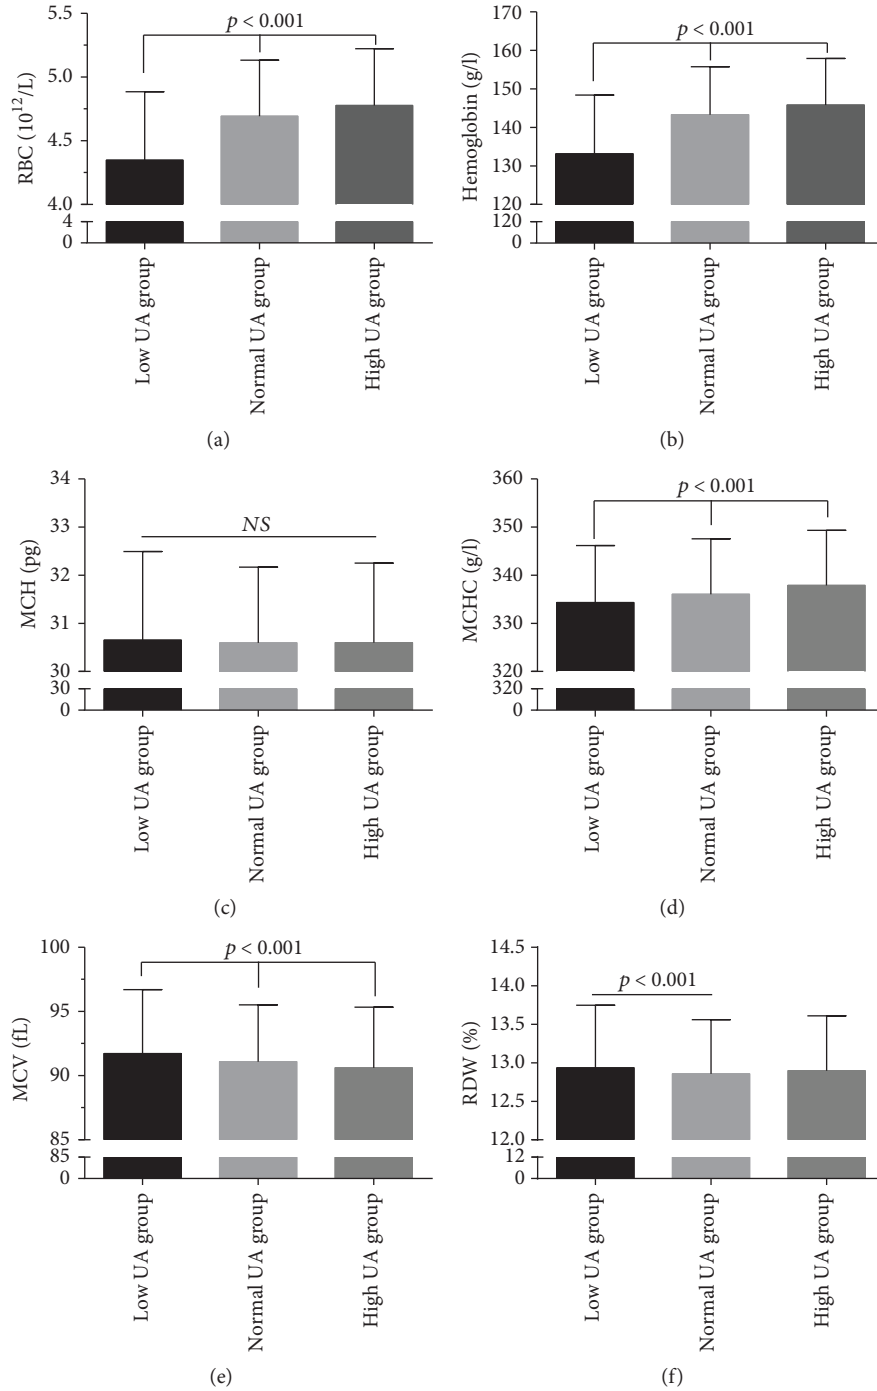 p < 0.001
RBC (10¹²/L)
5.5
5.0
4.5
4.0
4
0
Low UA group
Normal UA group
High UA group
(a)
p < 0.001
Hemoglobin (g/l)
170
160
150
140
130
120
120
0
Low UA group
Normal UA group
High UA group
(b)
NS
MCH (pg)
34
33
32
31
30
30
0
Low UA group
Normal UA group
High UA group
(c)
p < 0.001
MCHC (g/l)
360
350
340
330
320
320
0
Low UA group
Normal UA group
High UA group
(d)
p < 0.001
MCV (fL)
100
95
90
85
85
0
Low UA group
Normal UA group
High UA group
(e)
p < 0.001
RDW (%)
14.5
14.0
13.5
13.0
12.5
12.0
12
0
Low UA group
Normal UA group
High UA group
(f)